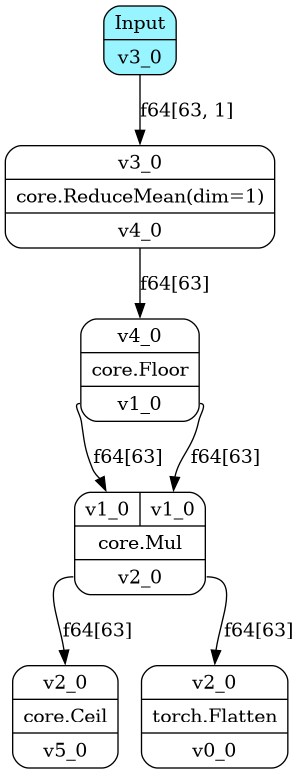 Input
v3_0
f64[63, 1]
v3_0
core.ReduceMean(dim=1)
v4_0
f64[63]
v4_0
core.Floor
v1_0
f64[63] f64[63]
v1_0 v1_0
core.Mul
v2_0
f64[63] f64[63]
v2_0 v2_0
core.Ceil torch.Flatten
v5_0 v0_0